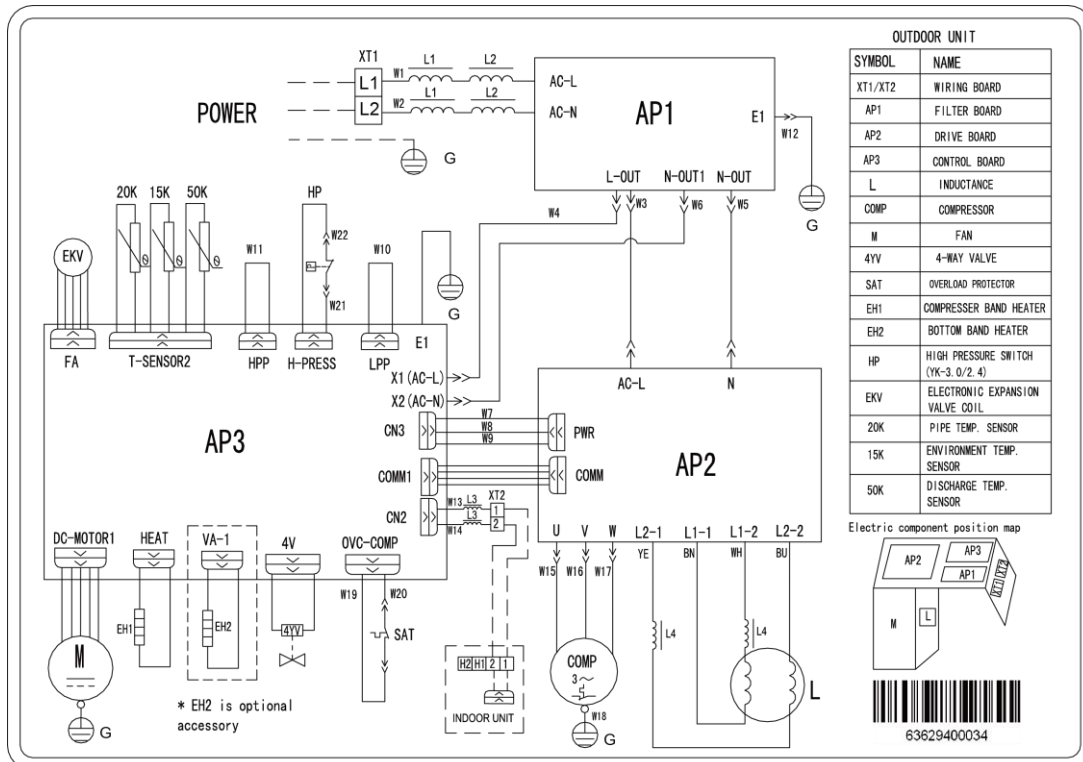 OUTDOOR UNIT
SYMBOL NAME
XT1/XT2 WIRING BOARD
AP1 FILTER BOARD
AP2 DRIVE BOARD
AP3 CONTROL BOARD
L INDUCTANCE
COMP COMPRESSOR
M FAN
4YV 4-WAY VALVE
SAT OVERLOAD PROTECTOR
EH1 COMPRESSER BAND HEATER
EH2 BOTTOM BAND HEATER
HP HIGH PRESSURE SWITCH
(YK-3.0/2.4)
EKV ELECTRONIC EXPANSION
VALVE COIL
20K PIPE TEMP. SENSOR
15K ENVIRONMENT TEMP.
SENSOR
50K DISCHARGE TEMP.
SENSOR
Electric component position map
AP2 AP3
AP1 XT1 XT2
M L
63629400034
POWER
XT1
L1 W1 L1 L2 AC-L
L2 W2 L1 L2 AC-N
G
AP1
E1
W12
G
L-OUT N-OUT1 N-OUT
W4 W3 W6 W5
20K 15K 50K HP
θ θ
EKV
W11 W22 W10
W21
G
FA T-SENSOR2 HPP H-PRESS LPP E1
X1(AC-L)
X2(AC-N)
AP3
CN3 W7 PWR
W8
W9
COMM1 COMM
CN2 W13 L3 XT2
W14 L3 1
2
AC-L N
AP2
U V W L2-1 L1-1 L1-2 L2-2
W15 W16 W17 YE BN WH BU
DC-MOTOR1 HEAT VA-1 4V OVC-COMP
W19 W20
EH1 EH2 4YV SAT
M
G
* EH2 is optional
accessory
H2 H1 2 1
INDOOR UNIT
COMP
3~
W18
G
L4 L4
L